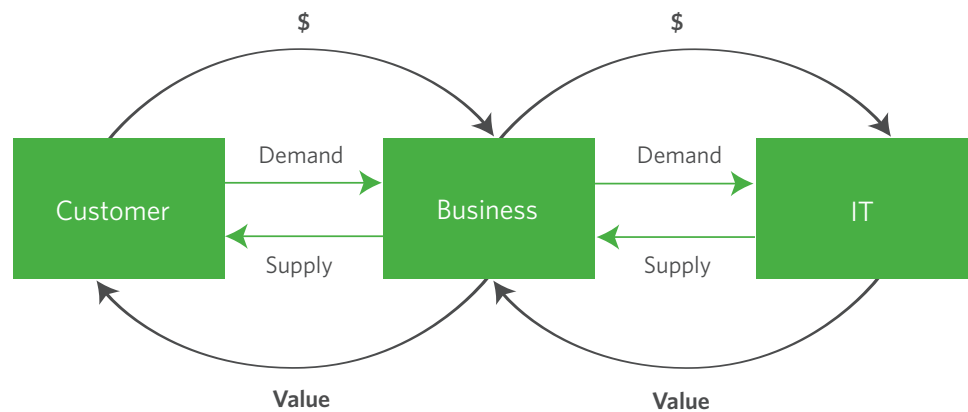 $ $
Demand Demand
Customer Business IT
Supply Supply
Value Value